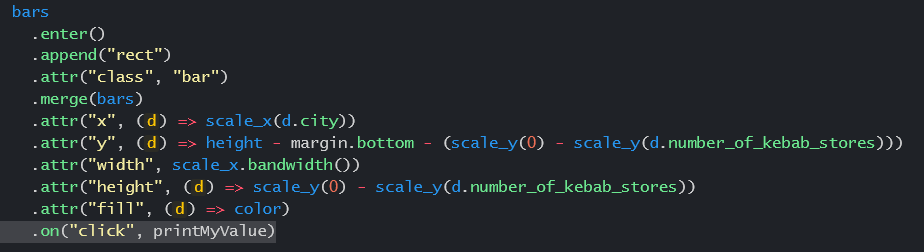 bars
  .enter()
  .append("rect")
  .attr("class", "bar")
  .merge(bars)
  .attr("x", (d) => scale_x(d.city))
  .attr("y", (d) => height - margin.bottom - (scale_y(0) - scale_y(d.number_of_kebab_stores)))
  .attr("width", scale_x.bandwidth())
  .attr("height", (d) => scale_y(0) - scale_y(d.number_of_kebab_stores))
  .attr("fill", (d) => color)
  .on("click", printMyValue)